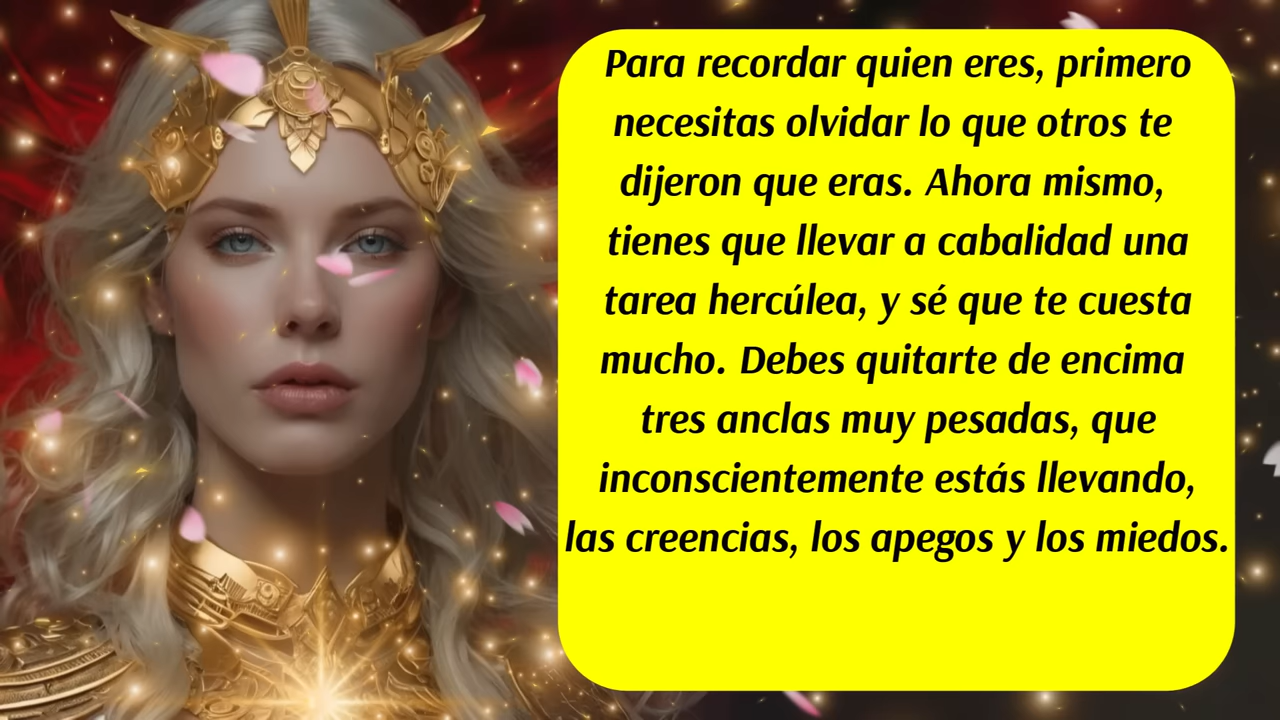 Para recordar quien eres, primero
necesitas olvidar lo que otros te
dijeron que eras. Ahora mismo,
tienes que llevar a cabalidad una
tarea hercúlea, y sé que te cuesta
mucho. Debes quitarte de encima
tres anclas muy pesadas, que
inconscientemente estás llevando,
las creencias, los apegos y los miedos.